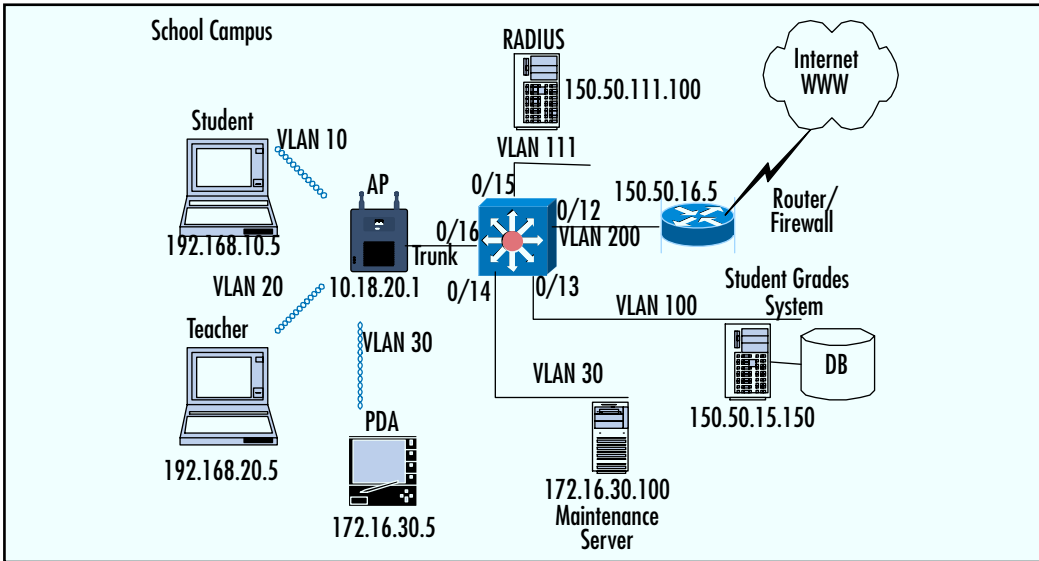 School Campus
RADIUS
150.50.111.100
Internet
WWW
Student
VLAN 10
192.168.10.5
AP
VLAN 111
0/15
0/16
Trunk
0/12
VLAN 200
150.50.16.5
Router/
Firewall
VLAN 20
10.18.20.1
0/14
0/13
VLAN 100
Student Grades
System
DB
150.50.15.150
Teacher
192.168.20.5
VLAN 30
PDA
172.16.30.5
VLAN 30
172.16.30.100
Maintenance
Server